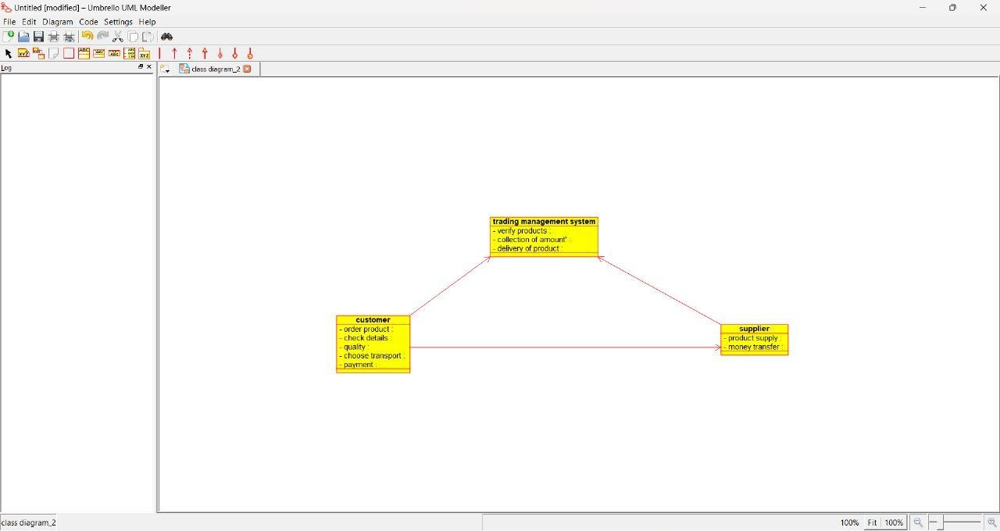 Untitled [modified] – Umbrello UML Modeller
File Edit Diagram Code Settings Help
Log
class diagram_2
trading management system
- verify products :
- collection of amount' :
- delivery of product :
customer
- order product :
- check details :
- quality :
- choose transport :
- payment :
supplier
- product supply :
- money transfer :
class diagram_2
100% Fit 100%